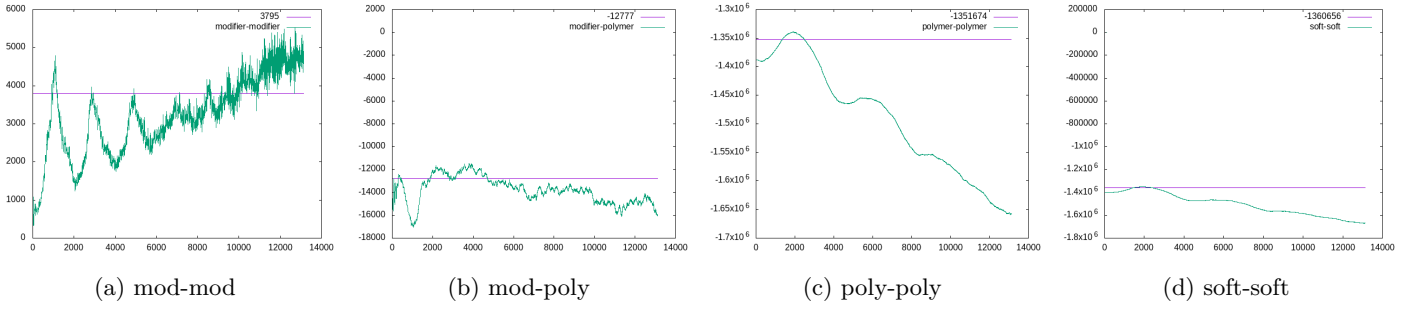 3795
modifier-modifier
6000
5000
4000
3000
2000
1000
0
0 2000 4000 6000 8000 10000 12000 14000
(a) mod-mod
-12777
modifier-polymer
2000
0
-2000
-4000
-6000
-8000
-10000
-12000
-14000
-16000
-18000
0 2000 4000 6000 8000 10000 12000 14000
(b) mod-poly
-1351674
polymer-polymer
-1.3x10^6
-1.35x10^6
-1.4x10^6
-1.45x10^6
-1.5x10^6
-1.55x10^6
-1.6x10^6
-1.65x10^6
-1.7x10^6
0 2000 4000 6000 8000 10000 12000 14000
(c) poly-poly
-1360656
soft-soft
200000
0
-200000
-400000
-600000
-800000
-1x10^6
-1.2x10^6
-1.4x10^6
-1.6x10^6
-1.8x10^6
0 2000 4000 6000 8000 10000 12000 14000
(d) soft-soft